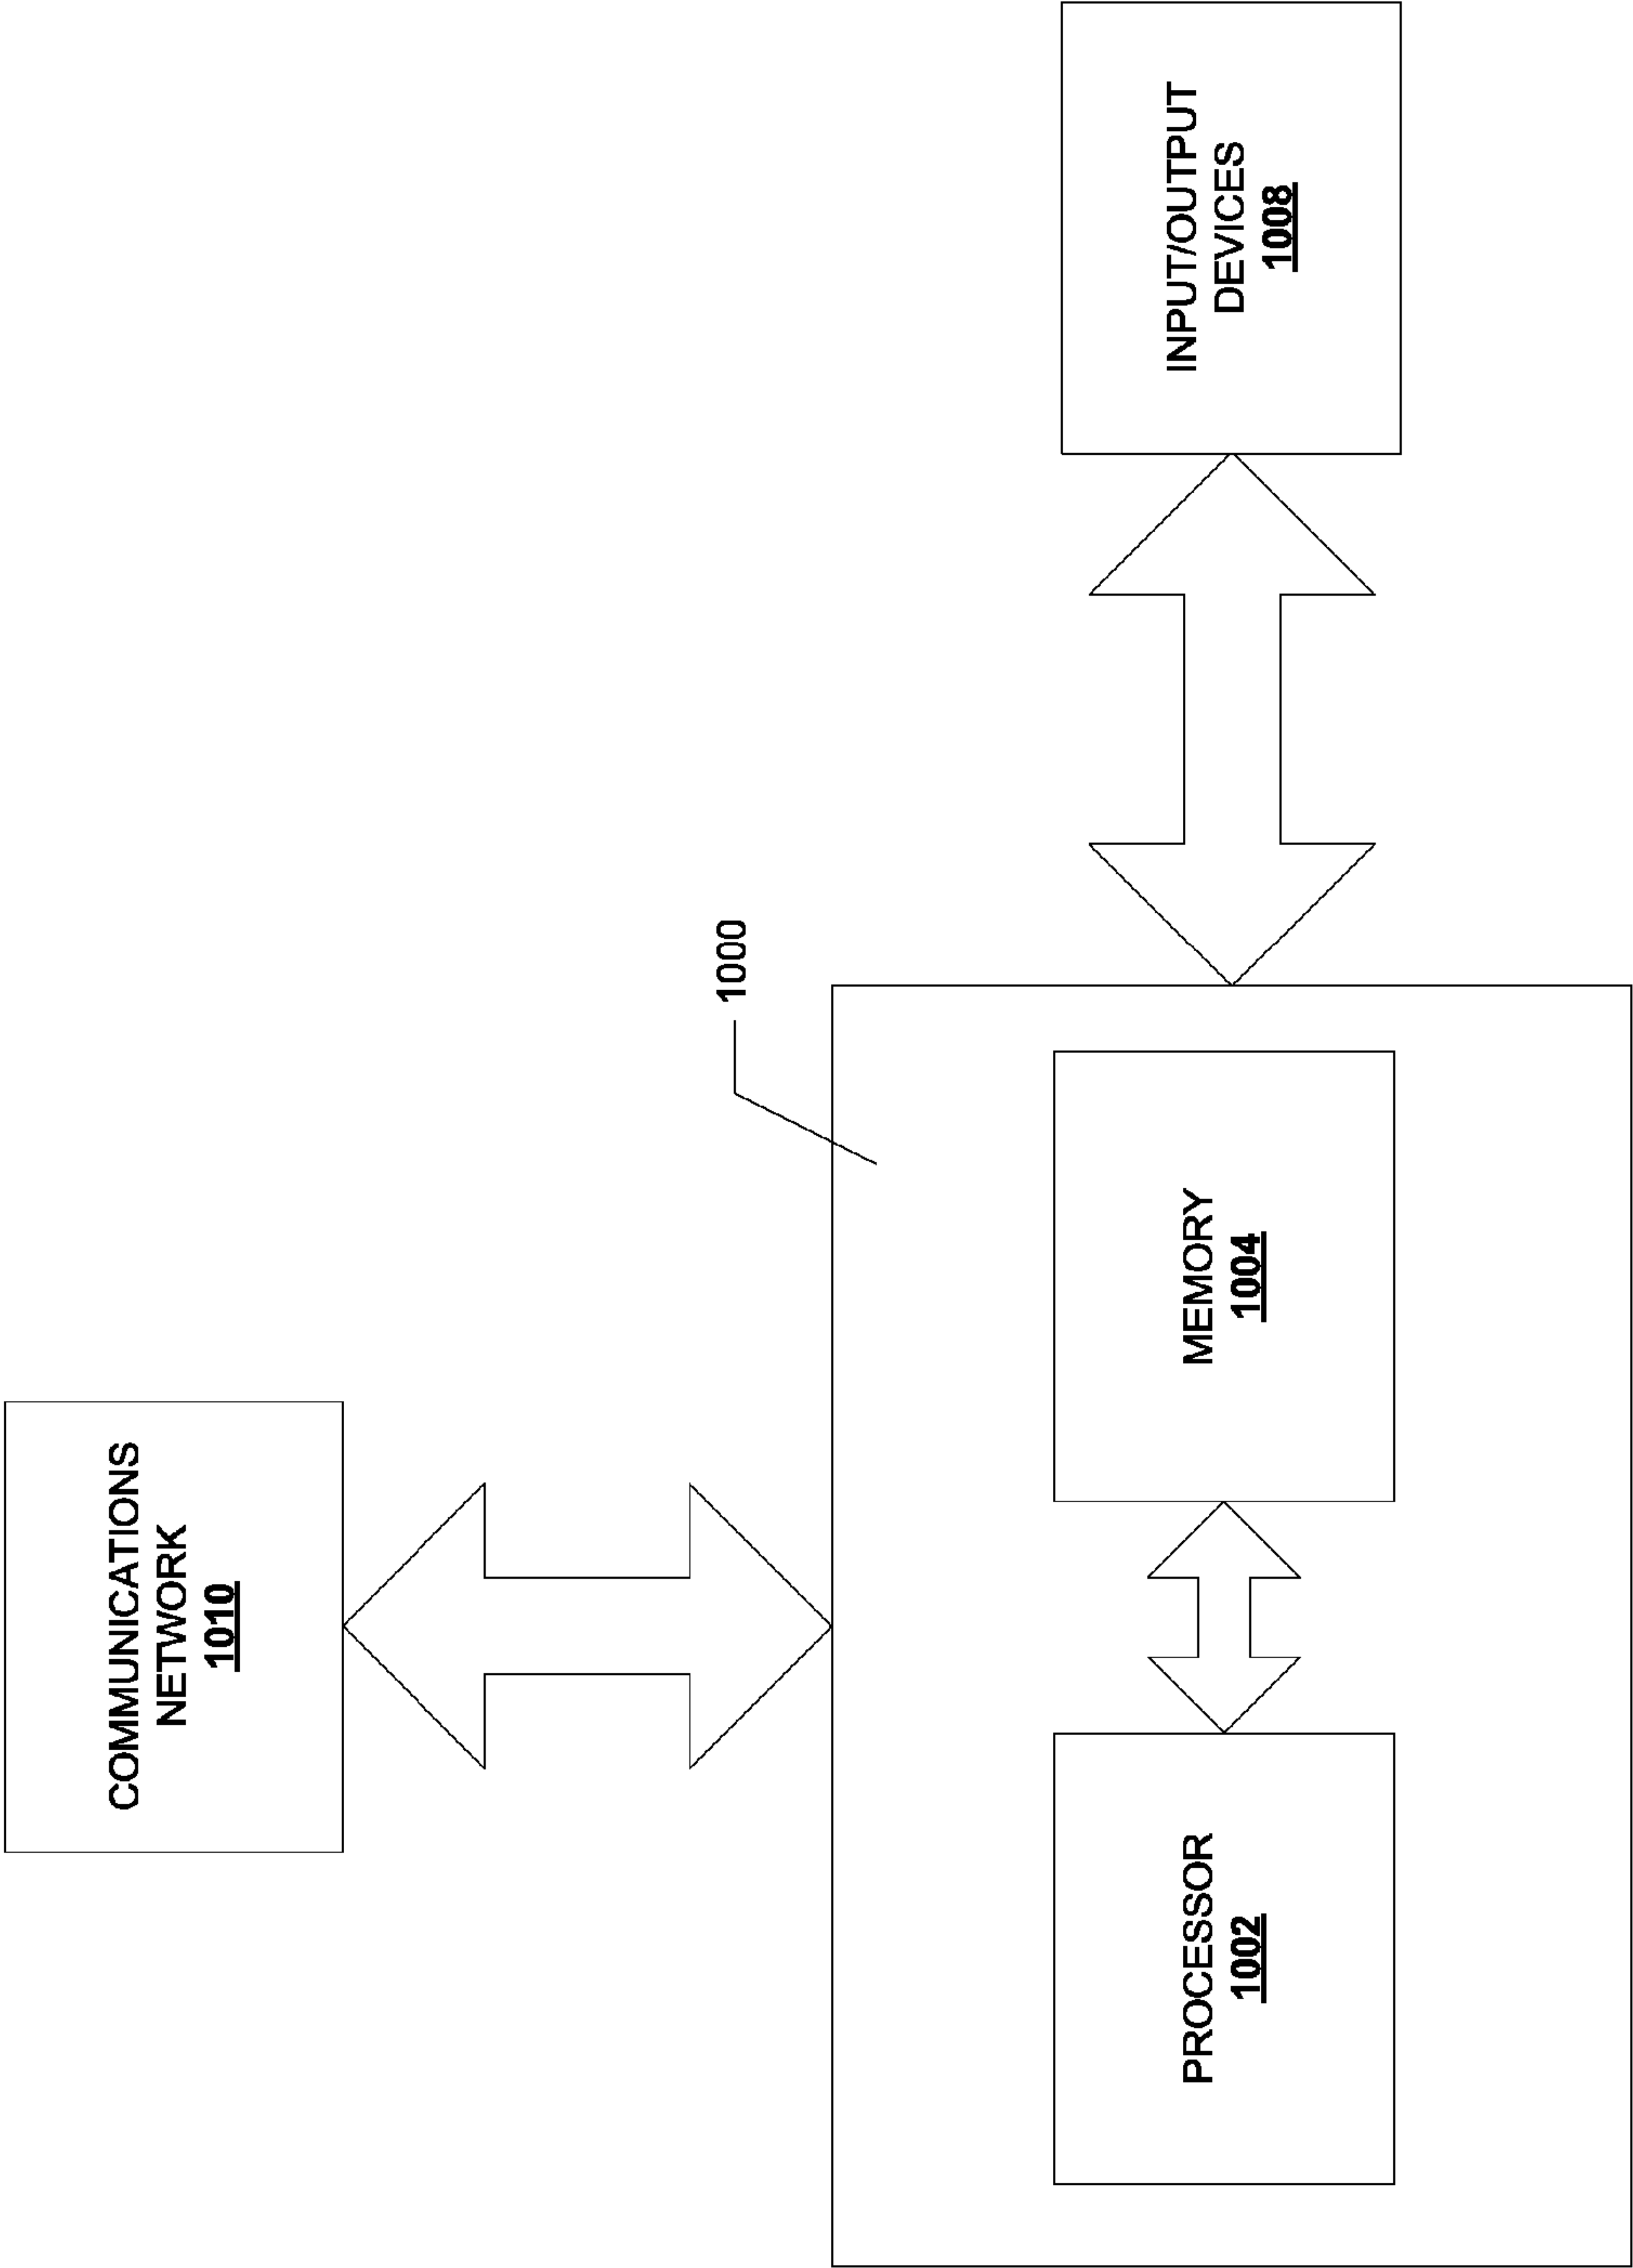 COMMUNICATIONS
NETWORK
1010
1000
PROCESSOR
1002
MEMORY
1004
INPUT/OUTPUT
DEVICES
1008